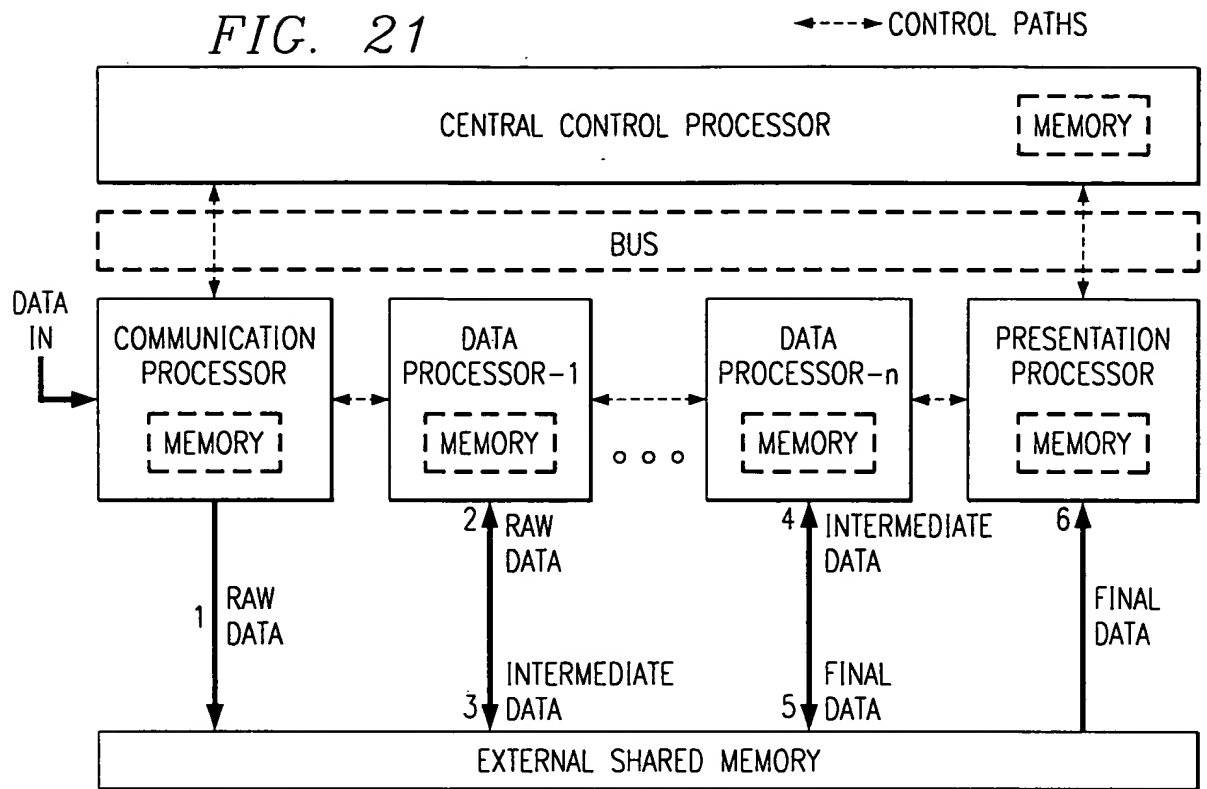 FIG. 21
CONTROL PATHS
CENTRAL CONTROL PROCESSOR
MEMORY
BUS
DATA
IN
COMMUNICATION
PROCESSOR
MEMORY
DATA
PROCESSOR-1
MEMORY
DATA
PROCESSOR-n
MEMORY
PRESENTATION
PROCESSOR
MEMORY
1
RAW
DATA
2
RAW
DATA
3
INTERMEDIATE
DATA
4
INTERMEDIATE
DATA
5
FINAL
DATA
6
FINAL
DATA
EXTERNAL SHARED MEMORY